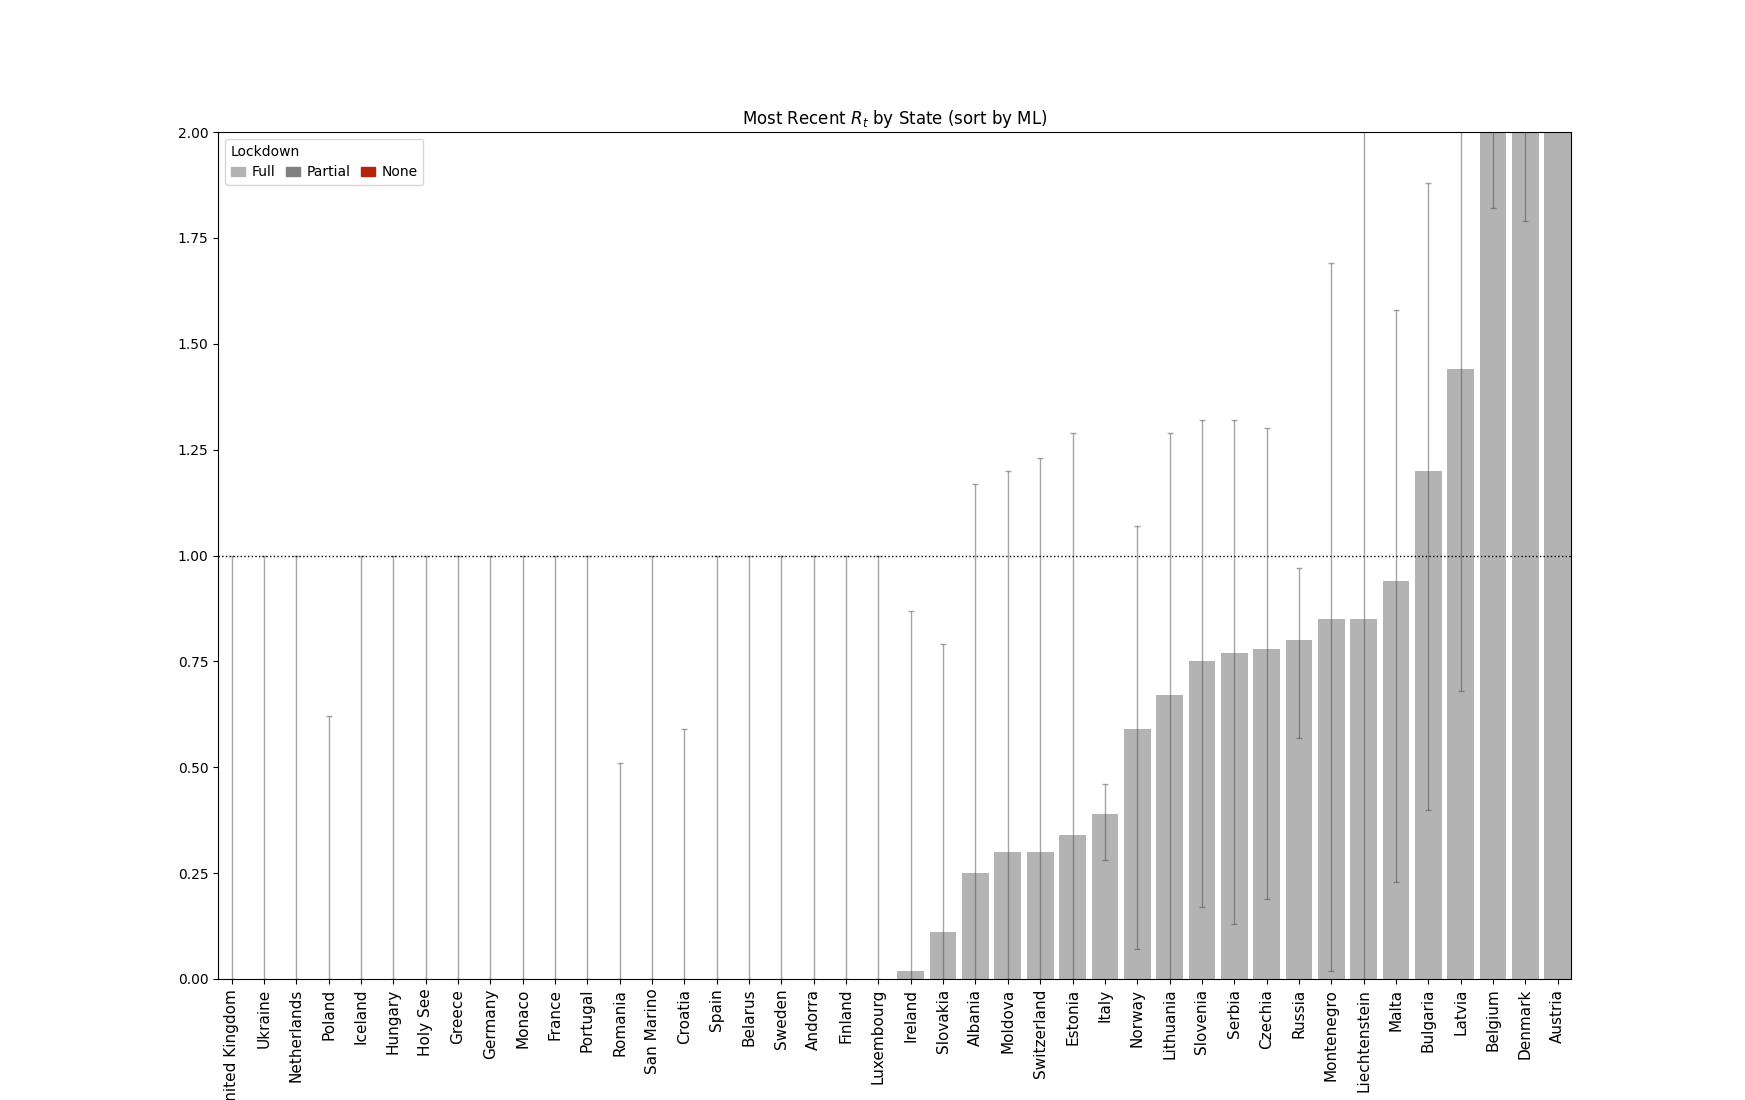 Most Recent Rt by State (sort by ML)
2.00
Lockdown
Full Partial None
1.75
1.50
1.25
1.00
0.75
0.50
0.25
0.00
nited Kingdom
Ukraine
Netherlands
Poland
Iceland
Hungary
Holy See
Greece
Germany
Monaco
France
Portugal
Romania
San Marino
Croatia
Spain
Belarus
Sweden
Andorra
Finland
Luxembourg
Ireland
Slovakia
Albania
Moldova
Switzerland
Estonia
Italy
Norway
Lithuania
Slovenia
Serbia
Czechia
Russia
Montenegro
Liechtenstein
Malta
Bulgaria
Latvia
Belgium
Denmark
Austria